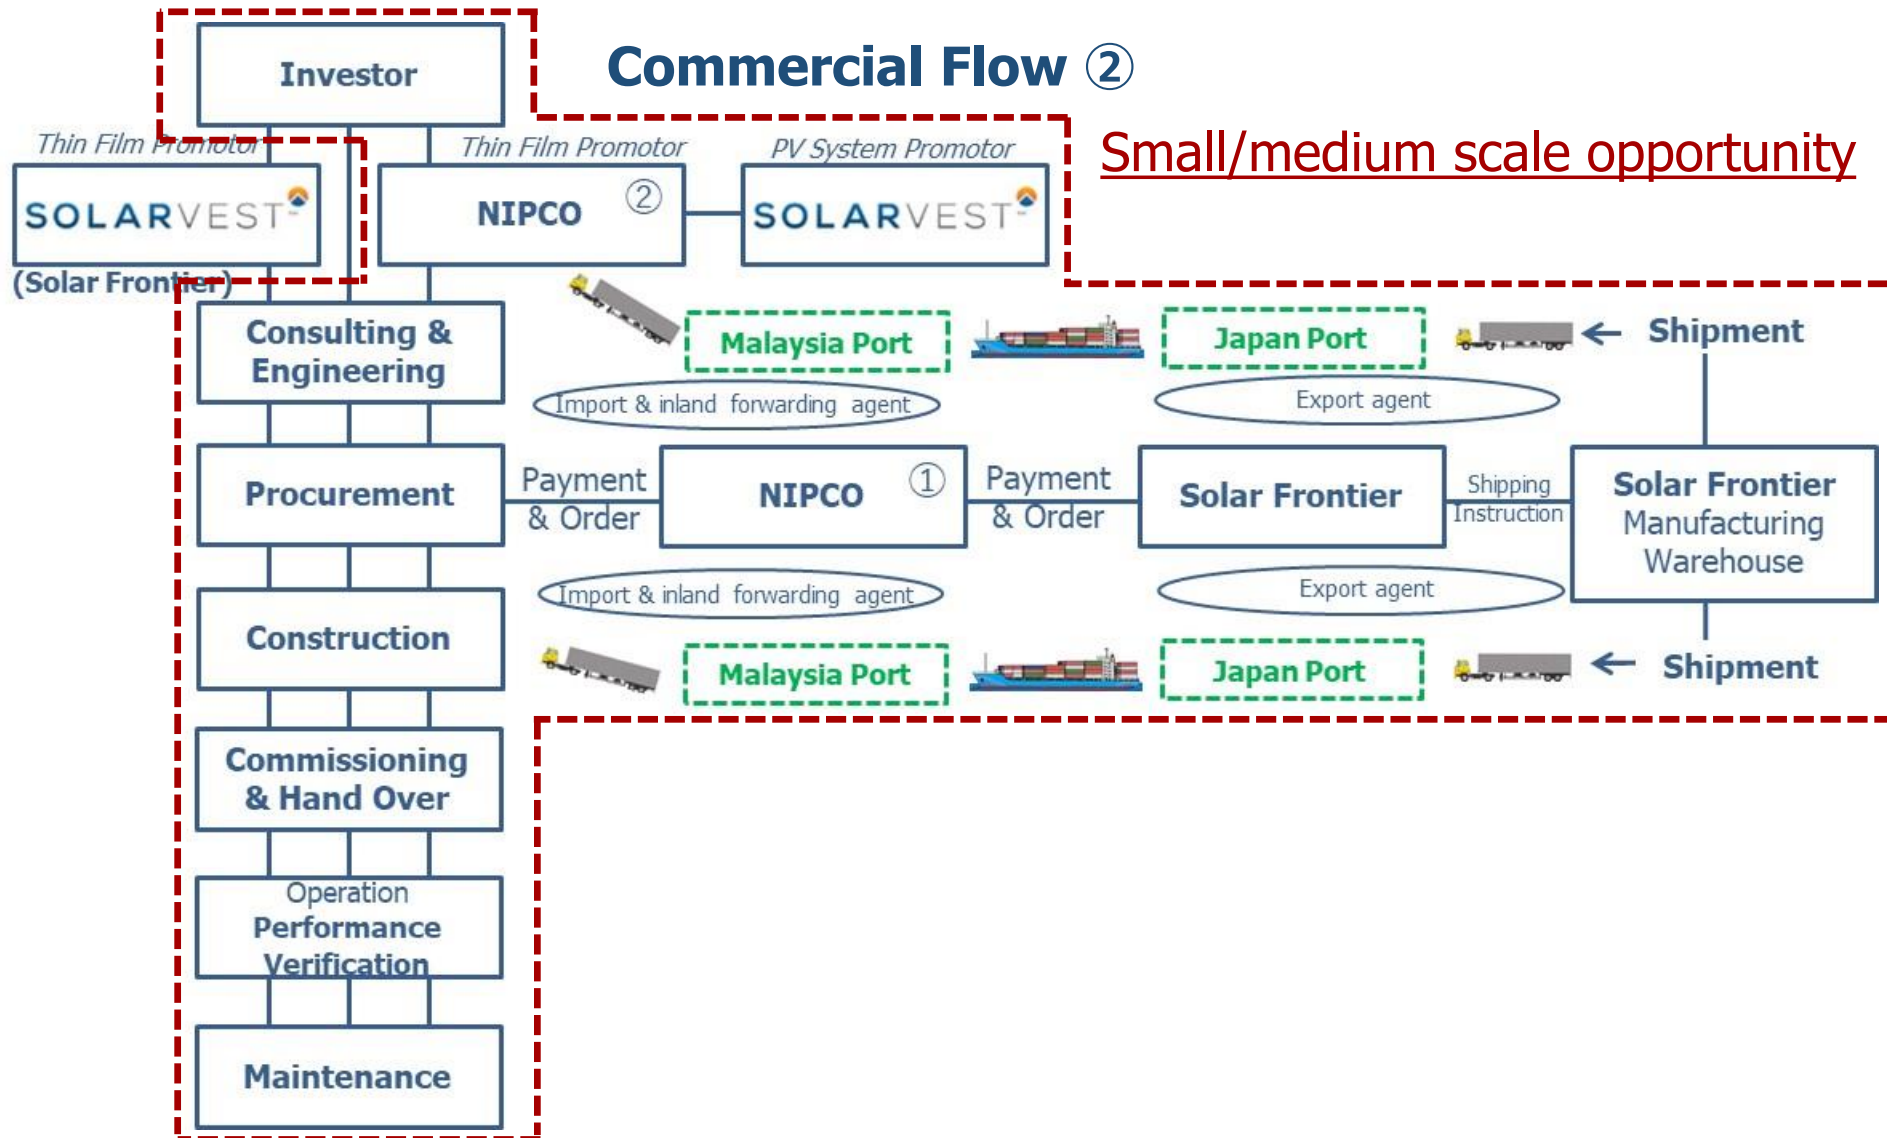 Investor
Commercial Flow ②
Small/medium scale opportunity
Thin Film Promotor
Thin Film Promotor
PV System Promotor
SOLARVEST
NIPCO ②
SOLARVEST
(Solar Frontier)
Consulting &
Engineering
Malaysia Port
Japan Port
Shipment
Import & inland forwarding agent
Export agent
Procurement
Payment
& Order
NIPCO ①
Payment
& Order
Solar Frontier
Shipping
Instruction
Solar Frontier
Manufacturing
Warehouse
Import & inland forwarding agent
Export agent
Construction
Malaysia Port
Japan Port
Shipment
Commissioning
& Hand Over
Operation
Performance
Verification
Maintenance